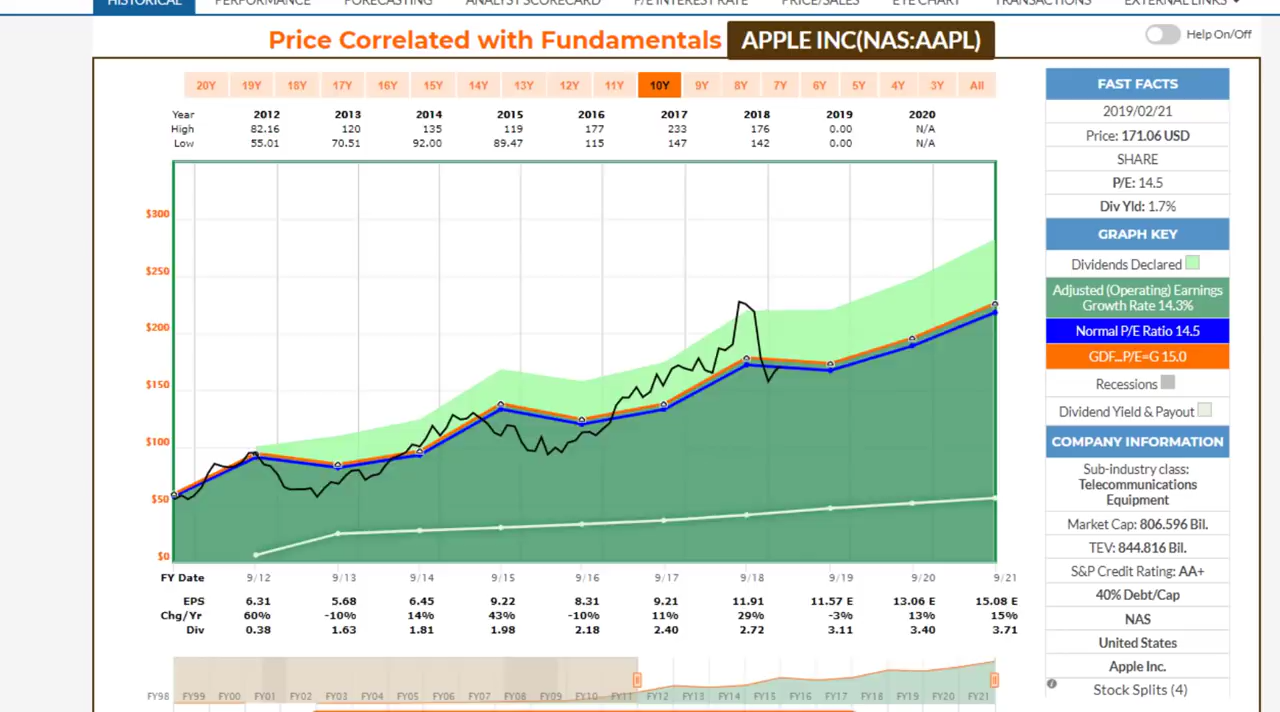 HISTORICAL PERFORMANCE FORECASTING ANALYST SCORECARD P/E INTEREST RATE PRICE/SALES EYE CHART TRANSACTIONS EXTERNAL LINKS
Price Correlated with Fundamentals APPLE INC(NAS:AAPL)
Help On/Off
20Y 19Y 18Y 17Y 16Y 15Y 14Y 13Y 12Y 11Y 10Y 9Y 8Y 7Y 6Y 5Y 4Y 3Y All
Year 2012 2013 2014 2015 2016 2017 2018 2019 2020
High 82.16 120 135 119 177 233 176 0.00 N/A
Low 55.01 70.51 92.00 89.47 115 147 142 0.00 N/A
$300
$250
$200
$150
$100
$50
$0
FY Date 9/12 9/13 9/14 9/15 9/16 9/17 9/18 9/19 9/20 9/21
EPS 6.31 5.68 6.45 9.22 8.31 9.21 11.91 11.57 E 13.06 E 15.08 E
Chg/Yr 60% -10% 14% 43% -10% 11% 29% -3% 13% 15%
Div 0.38 1.63 1.81 1.98 2.18 2.40 2.72 3.11 3.40 3.71
FY98 FY99 FY00 FY01 FY02 FY03 FY04 FY05 FY06 FY07 FY08 FY09 FY10 FY11 FY12 FY13 FY14 FY15 FY16 FY17 FY18 FY19 FY20 FY21
FAST FACTS
2019/02/21
Price: 171.06 USD
SHARE
P/E: 14.5
Div Yld: 1.7%
GRAPH KEY
Dividends Declared
Adjusted (Operating) Earnings
Growth Rate 14.3%
Normal P/E Ratio 14.5
GDF...P/E=G 15.0
Recessions
Dividend Yield & Payout
COMPANY INFORMATION
Sub-industry class:
Telecommunications
Equipment
Market Cap: 806.596 Bil.
TEV: 844.816 Bil.
S&P Credit Rating: AA+
40% Debt/Cap
NAS
United States
Apple Inc.
Stock Splits (4)